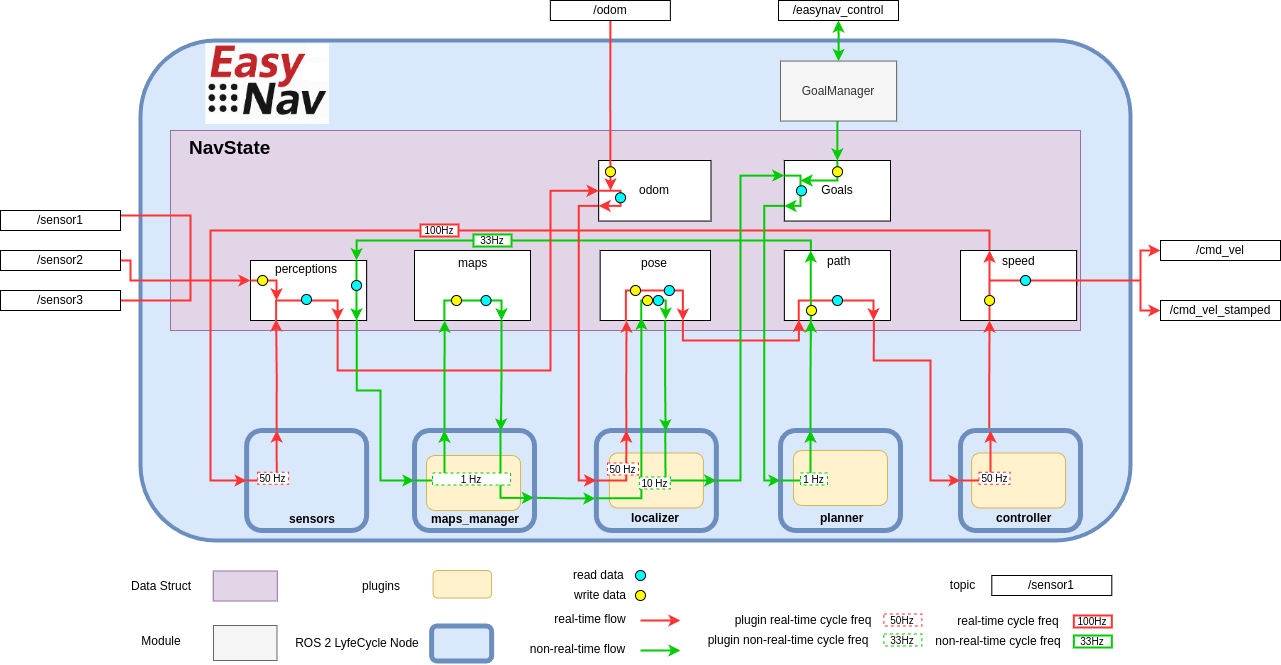 /odom
/easynav_control
Easy
Nav
GoalManager
NavState
odom
Goals
/sensor1
/sensor2
/sensor3
100Hz
33Hz
perceptions
maps
pose
path
speed
/cmd_vel
/cmd_vel_stamped
50 Hz
1 Hz
50 Hz
10 Hz
1 Hz
50 Hz
sensors
maps_manager
localizer
planner
controller
Data Struct
plugins
read data
write data
topic
/sensor1
real-time flow
plugin real-time cycle freq
50Hz
real-time cycle freq
100Hz
Module
ROS 2 LyfeCycle Node
non-real-time flow
plugin non-real-time cycle freq
33Hz
non-real-time cycle freq
33Hz